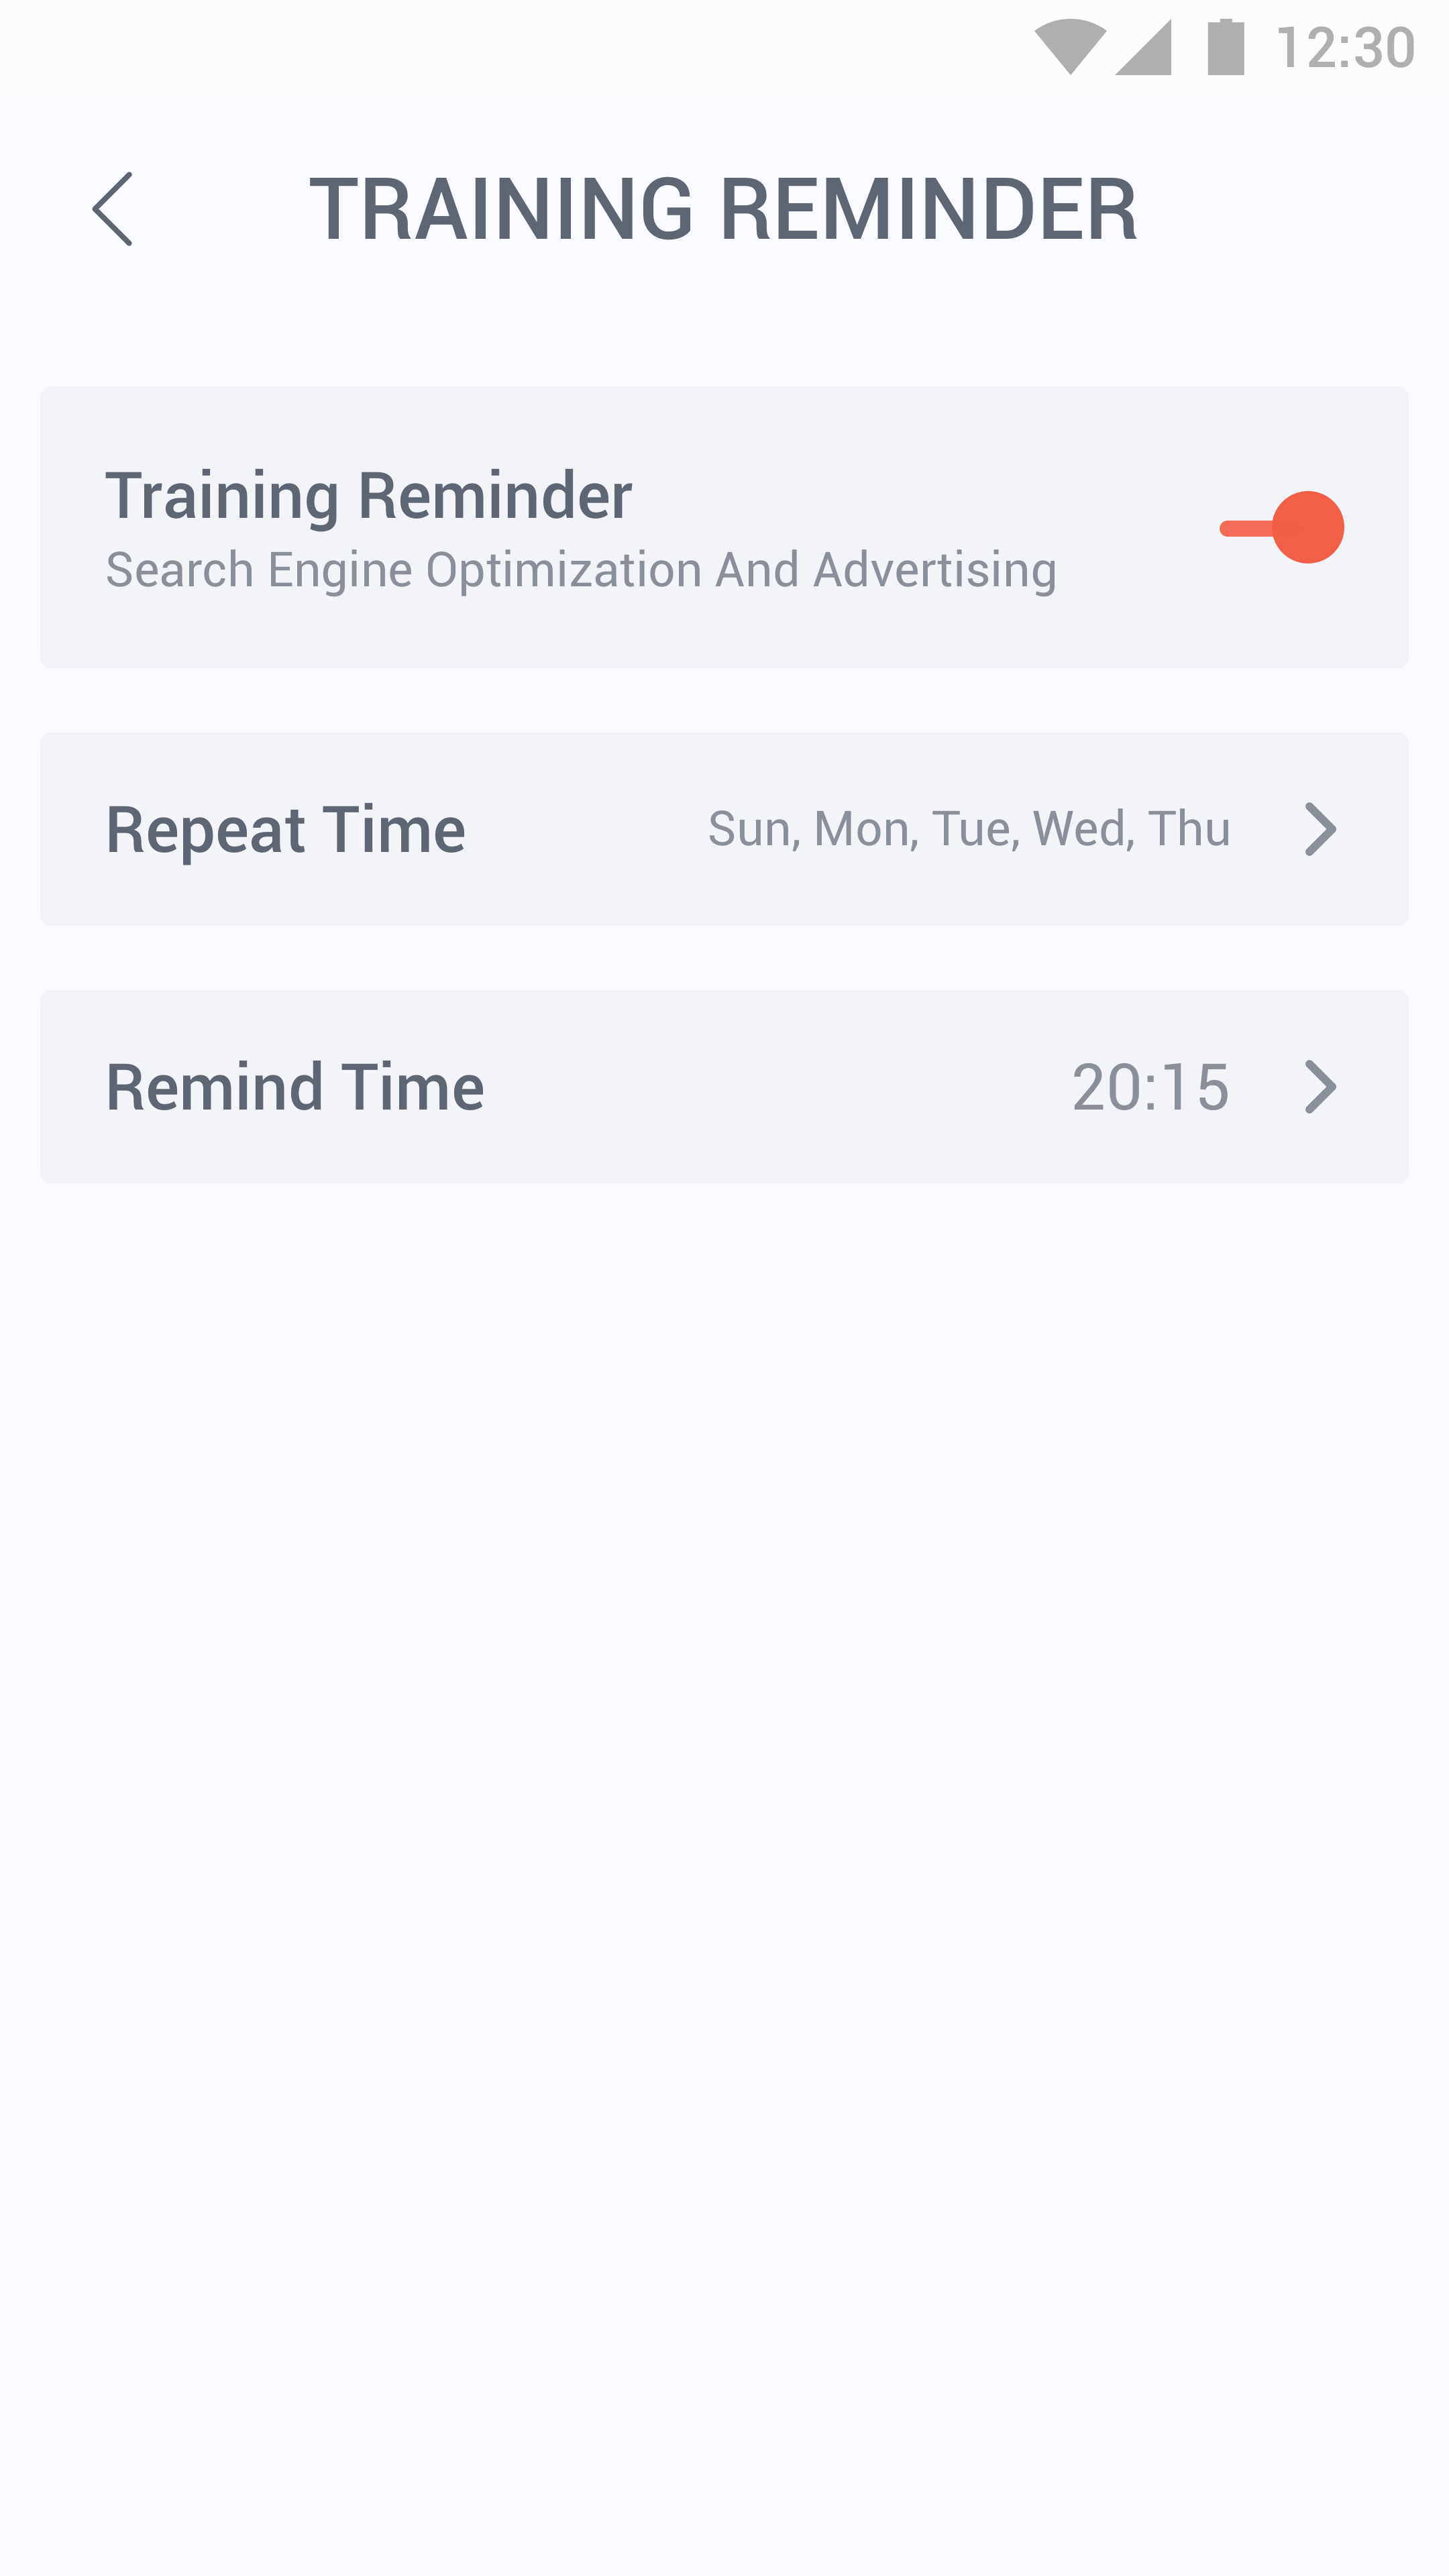 12:30
TRAINING REMINDER
Training Reminder
Search Engine Optimization And Advertising
Repeat Time Sun, Mon, Tue, Wed, Thu
Remind Time 20:15